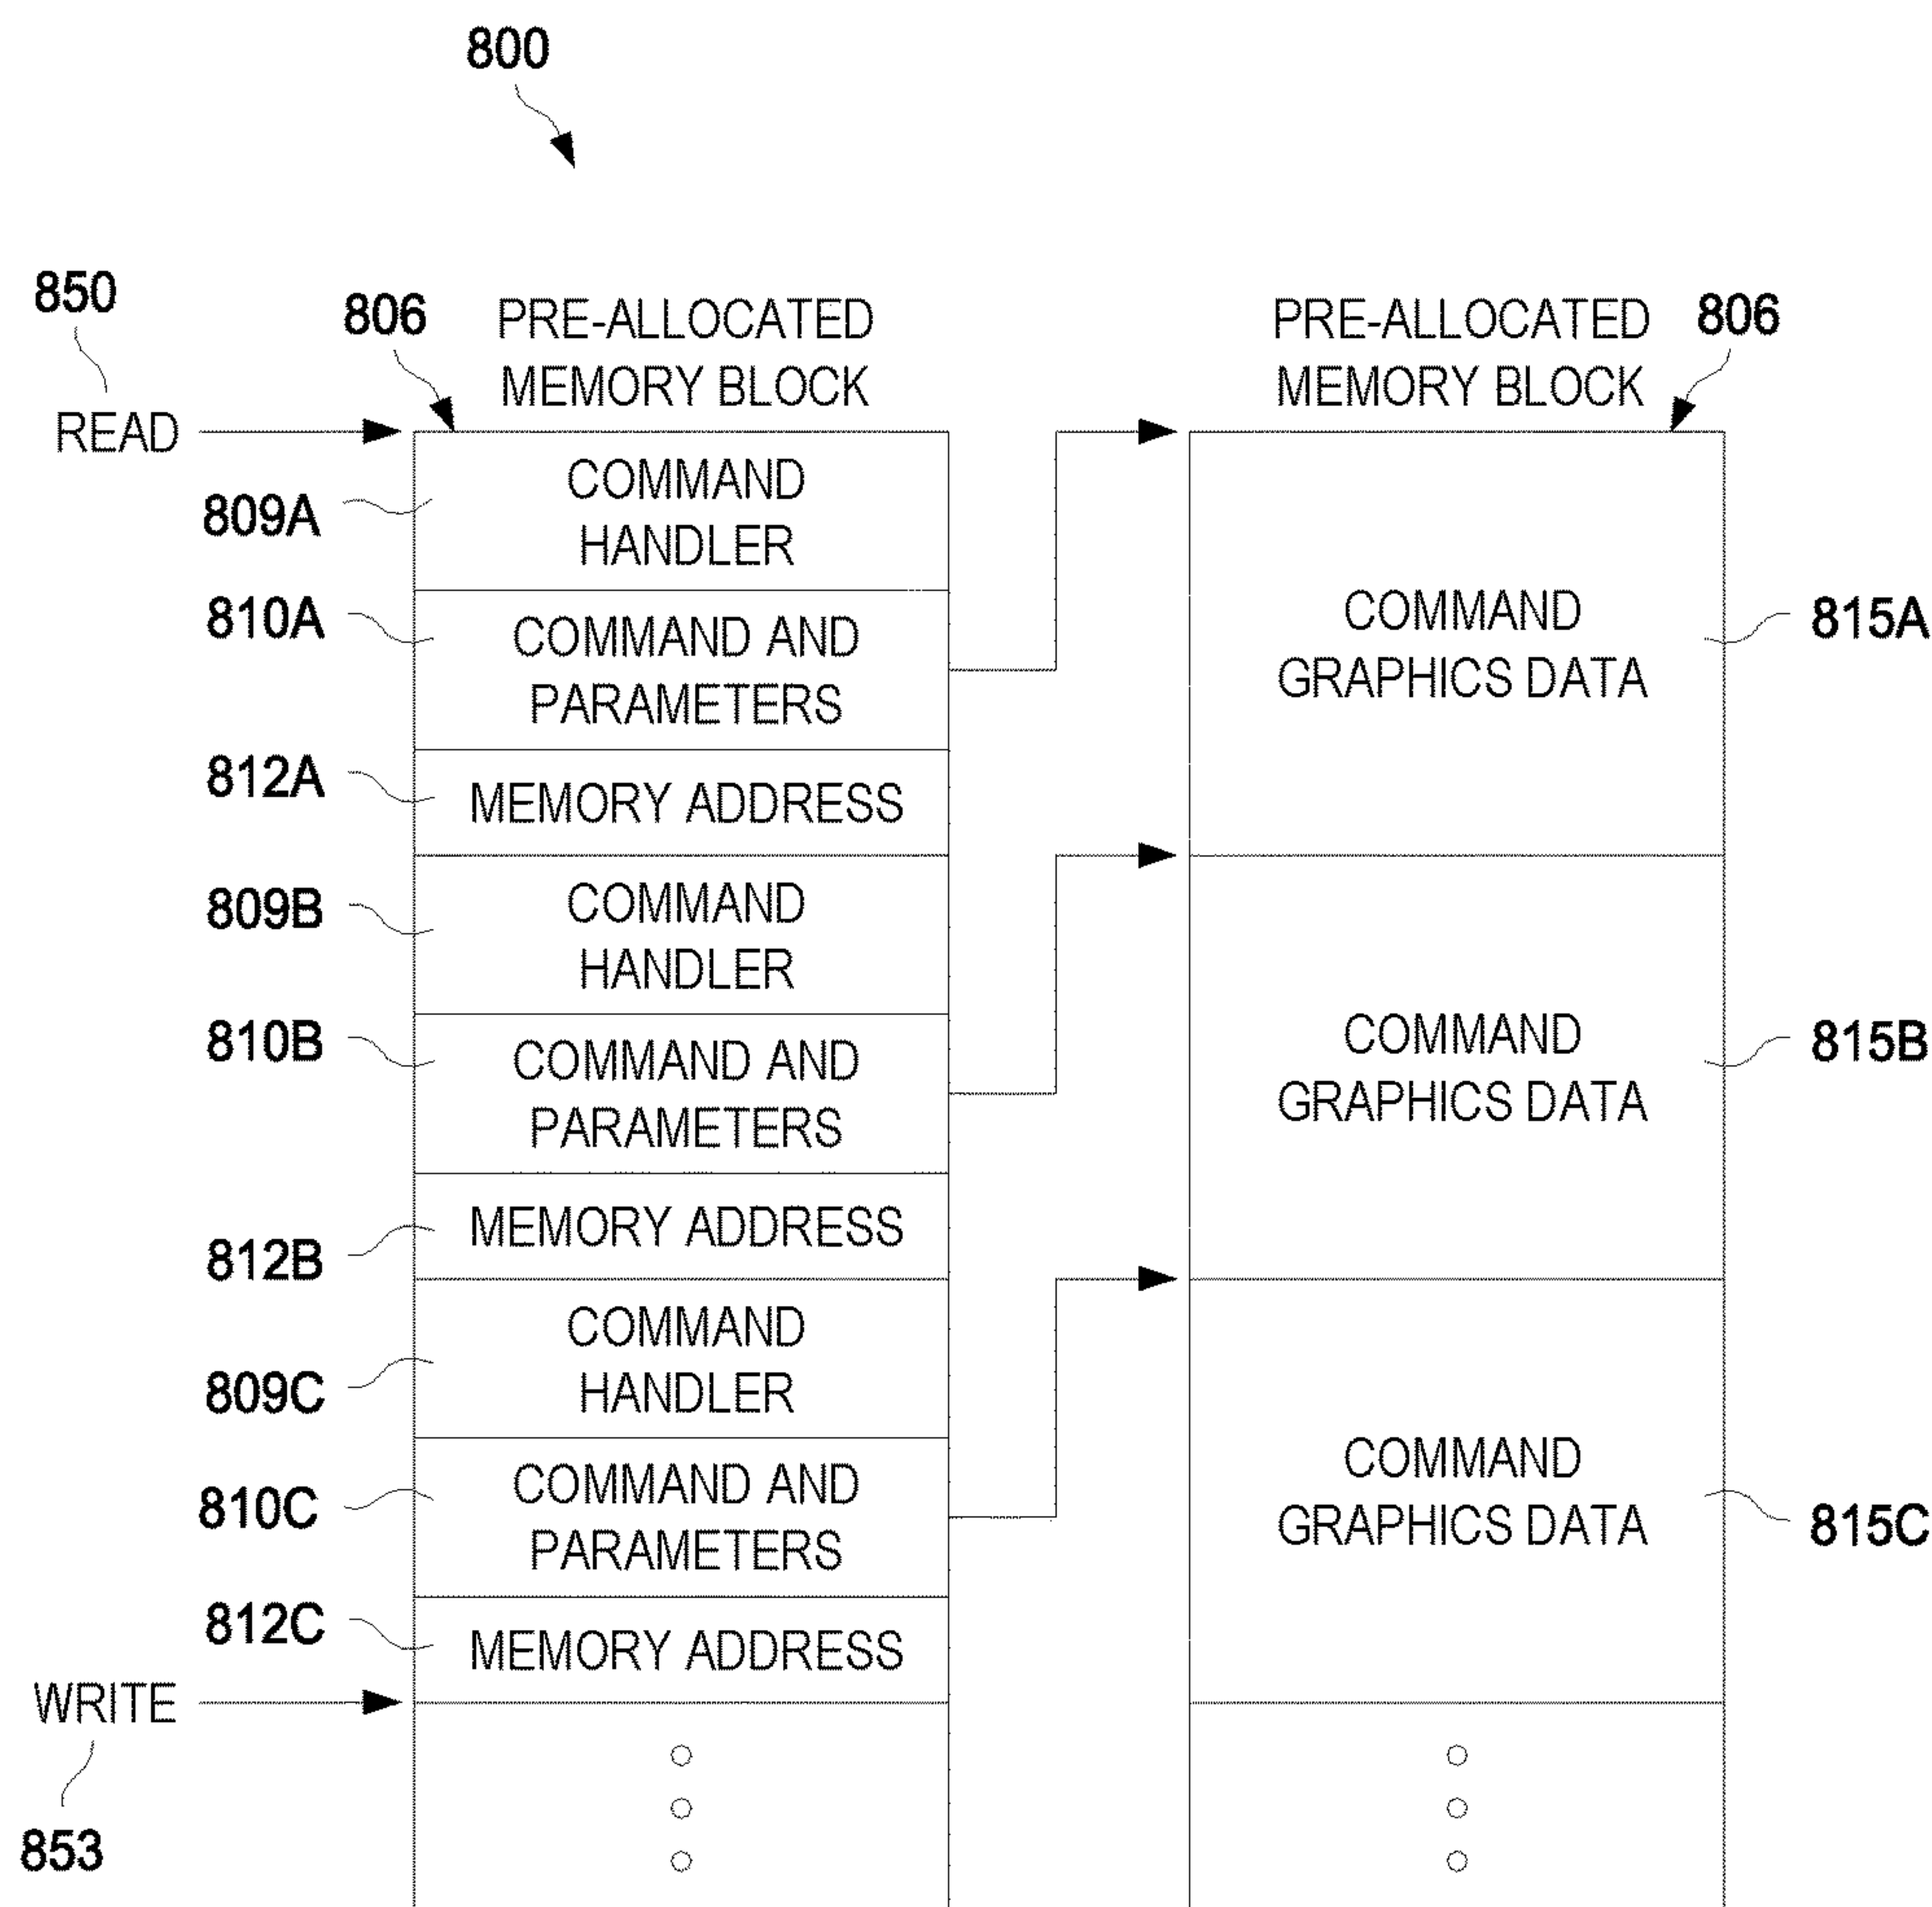 800
850
806
PRE-ALLOCATED
MEMORY BLOCK
PRE-ALLOCATED
MEMORY BLOCK
806
READ
809A
COMMAND
HANDLER
810A
COMMAND AND
PARAMETERS
812A
MEMORY ADDRESS
809B
COMMAND
HANDLER
810B
COMMAND AND
PARAMETERS
812B
MEMORY ADDRESS
809C
COMMAND
HANDLER
810C
COMMAND AND
PARAMETERS
812C
MEMORY ADDRESS
WRITE
853
COMMAND
GRAPHICS DATA
815A
COMMAND
GRAPHICS DATA
815B
COMMAND
GRAPHICS DATA
815C